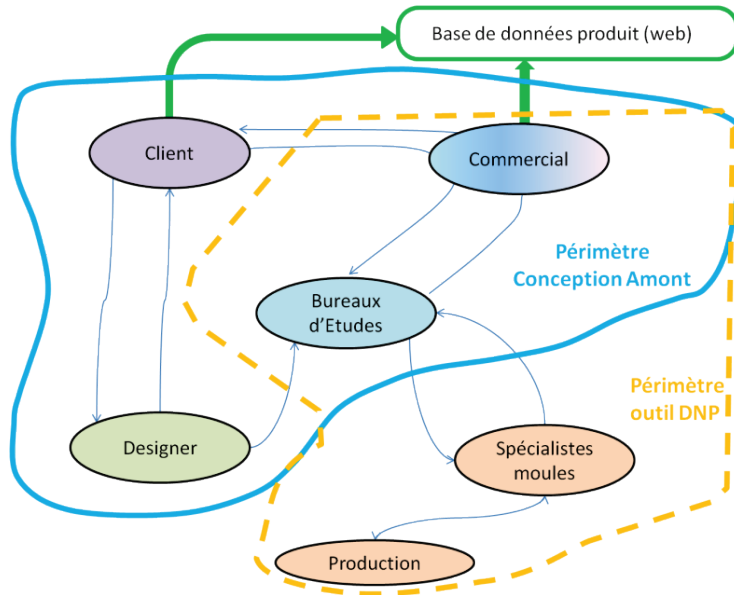 Base de données produit (web)
Client
Commercial
Périmètre
Conception Amont
Bureaux
d'Etudes
Périmètre
outil DNP
Designer
Spécialistes
moules
Production